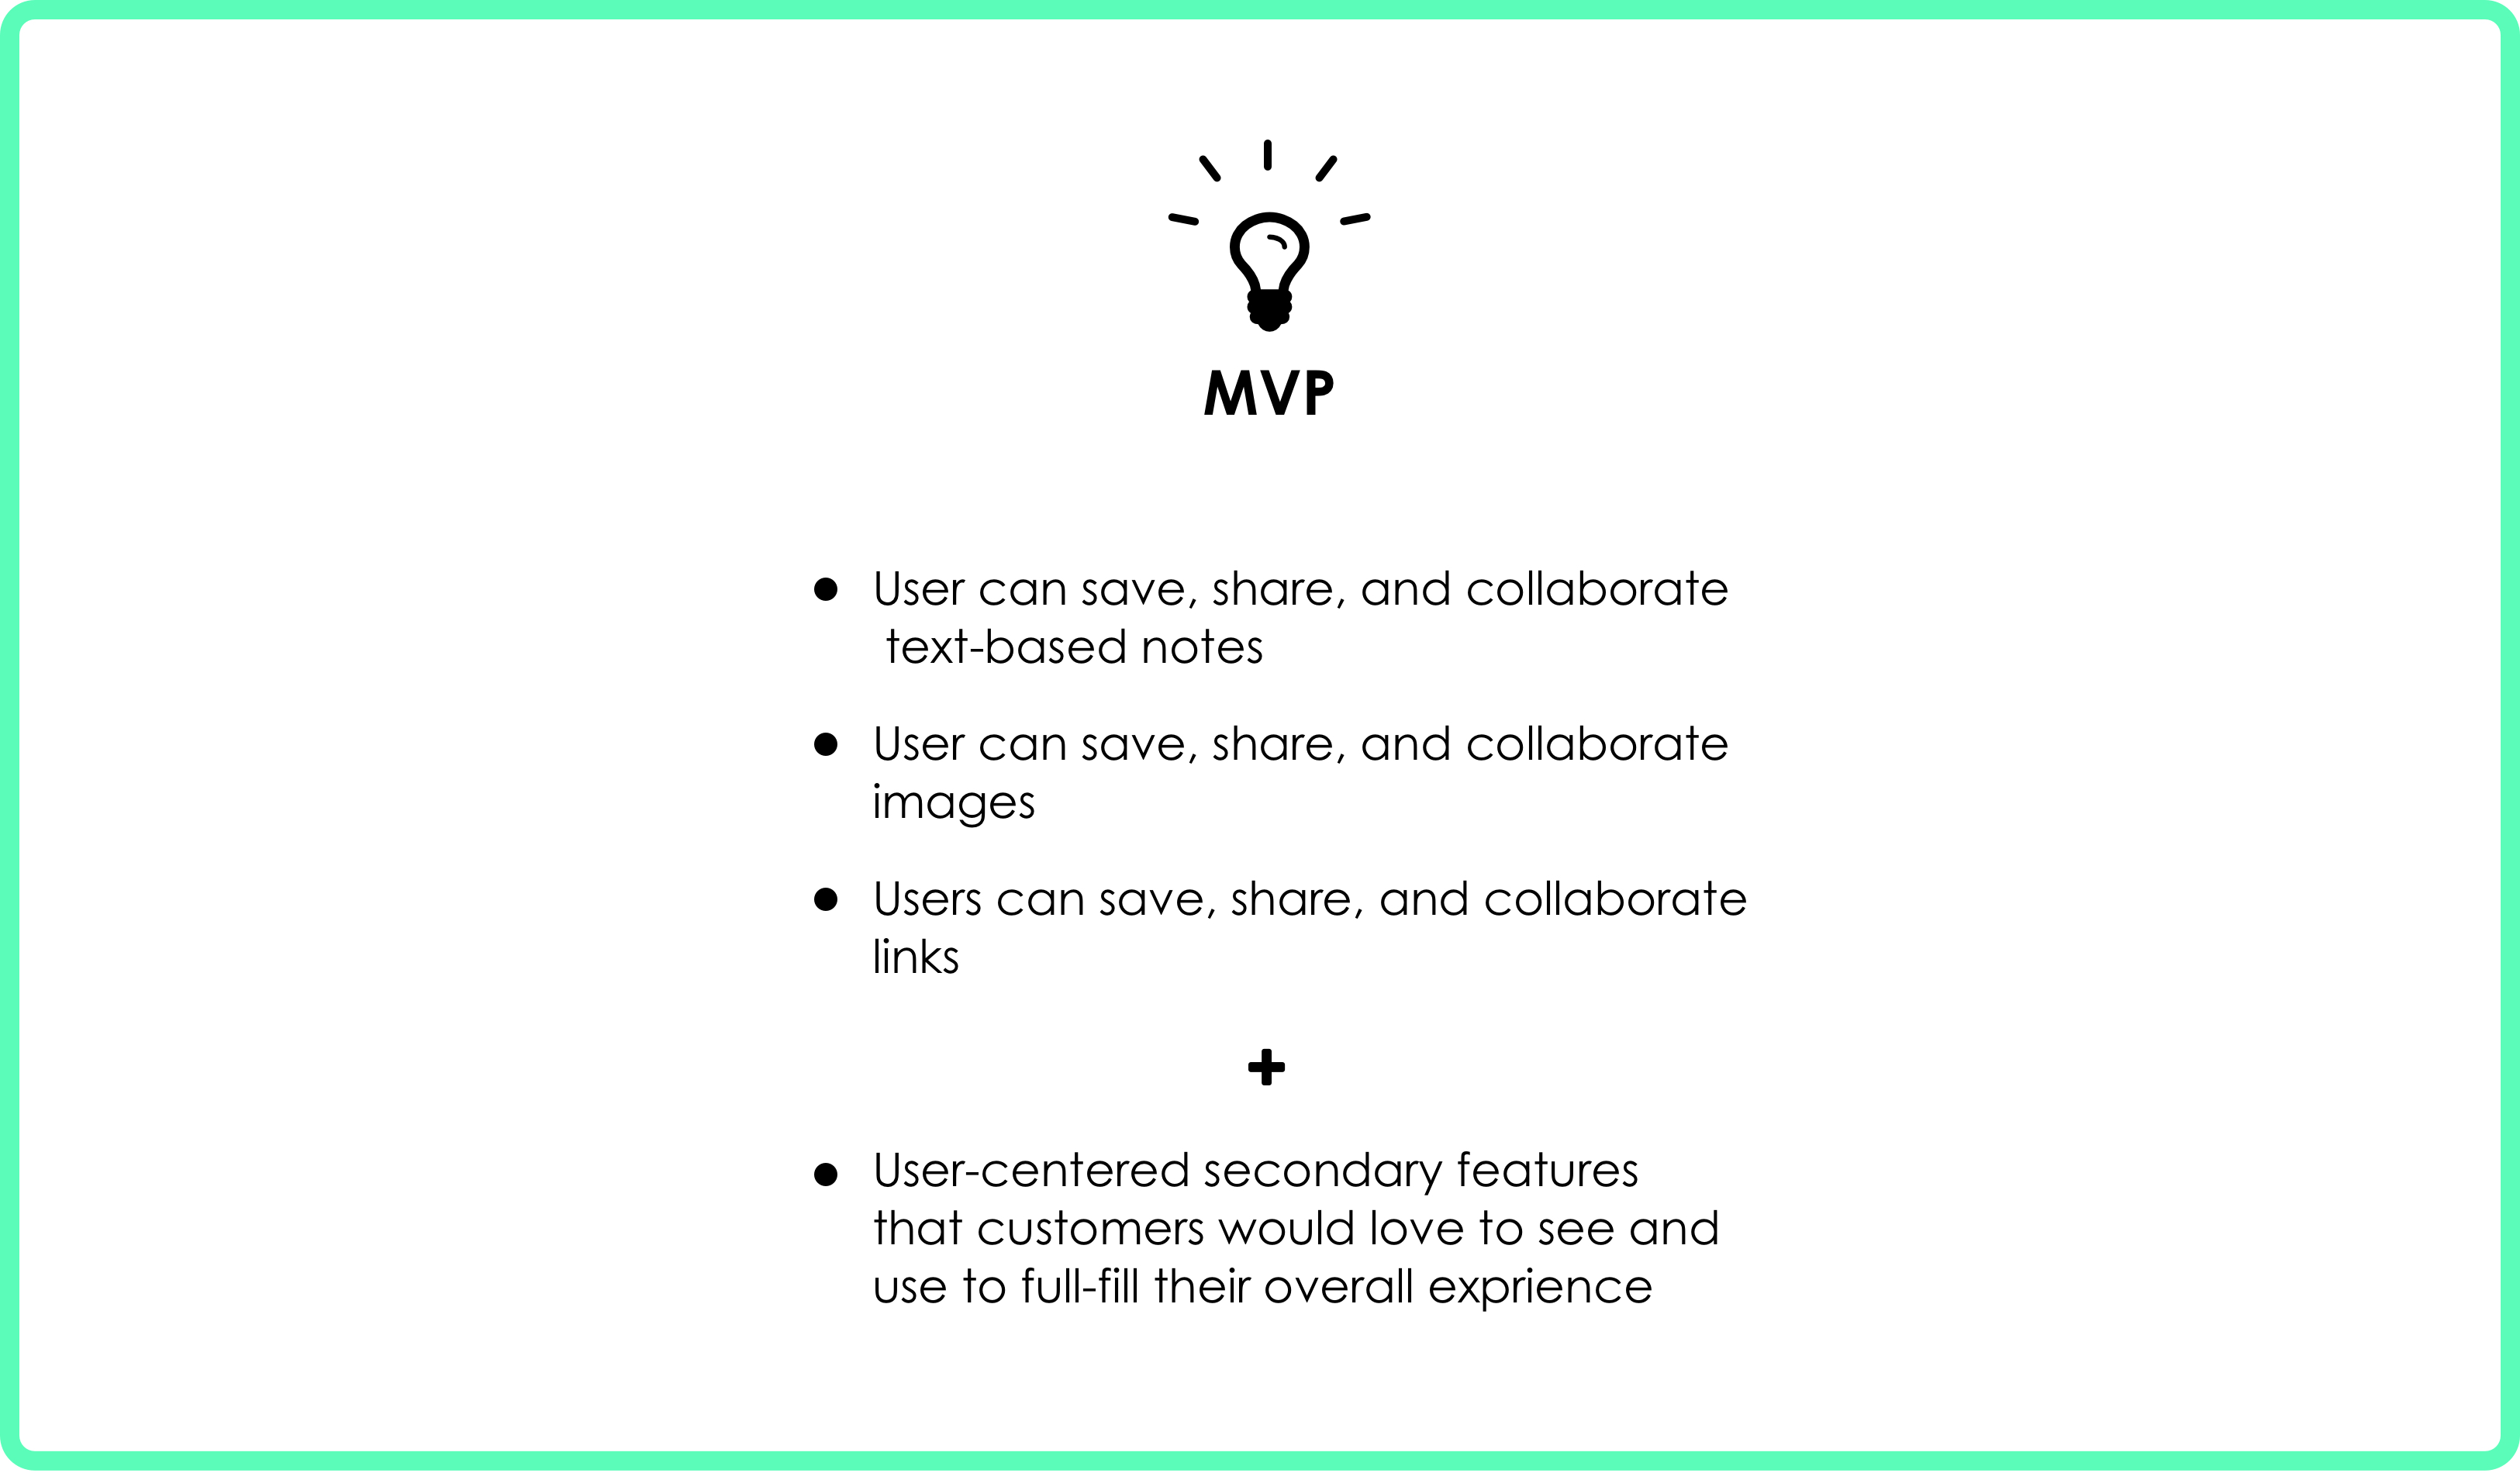 MVP
User can save, share, and collaborate
text-based notes
User can save, share, and collaborate
images
Users can save, share, and collaborate
links
+
User-centered secondary features
that customers would love to see and
use to full-fill their overall exprience